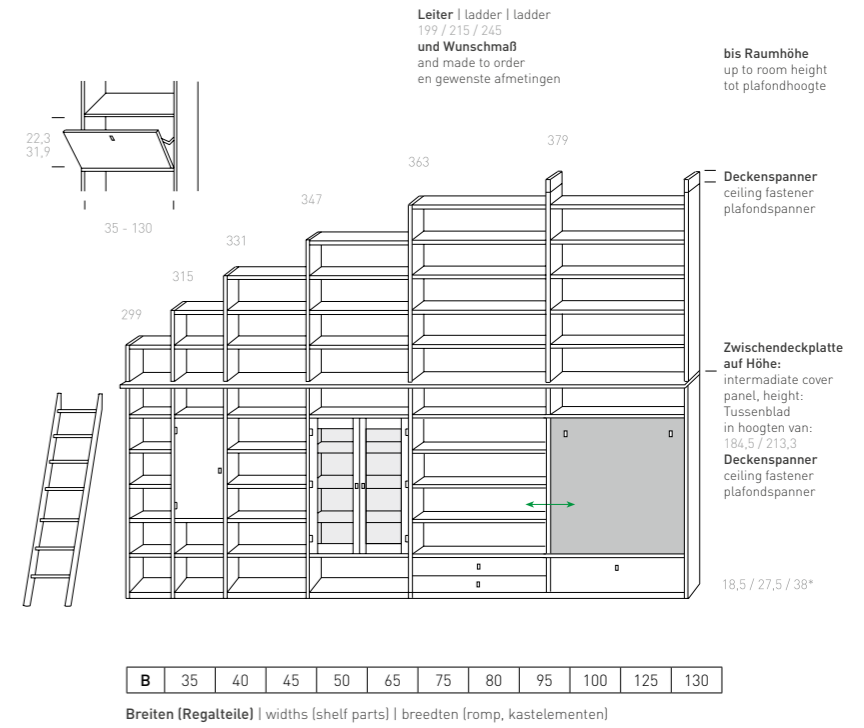 Leiter | ladder | ladder
199 / 215 / 245
und Wunschmaß
and made to order
en gewenste afmetingen
bis Raumhöhe
up to room height
tot plafondhoogte
22,3
31,9
35 - 130
299
315
331
347
363
379
Deckenspanner
ceiling fastener
plafondspanner
Zwischendeckplatte
auf Höhe:
intermadiate cover
panel, height:
Tussenblad
in hoogten van:
184,5 / 213,3
Deckenspanner
ceiling fastener
plafondspanner
18,5 / 27,5 / 38*
B 35 40 45 50 65 75 80 95 100 125 130
Breiten (Regalteile) | widths (shelf parts) | breedten (romp, kastelementen)